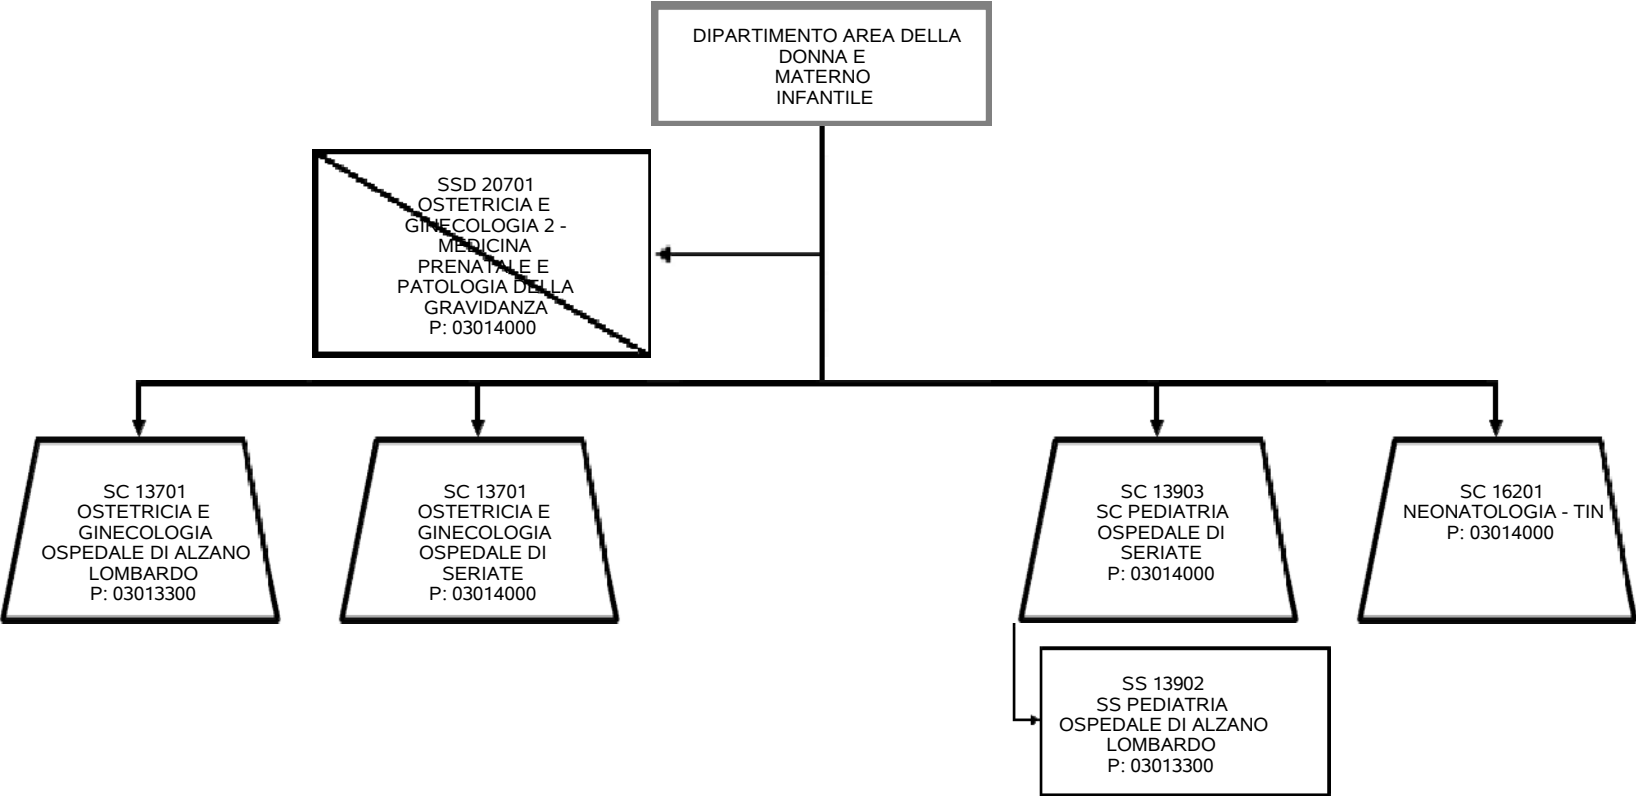 DIPARTIMENTO AREA DELLA
DONNA E
MATERNO
INFANTILE
SSD 20701
OSTETRICIA E
GINECOLOGIA 2 -
MEDICINA
PRENATALE E
PATOLOGIA DELLA
GRAVIDANZA
P: 03014000
SC 13701
OSTETRICIA E
GINECOLOGIA
OSPEDALE DI ALZANO
LOMBARDO
P: 03013300
SC 13701
OSTETRICIA E
GINECOLOGIA
OSPEDALE DI
SERIATE
P: 03014000
SC 13903
SC PEDIATRIA
OSPEDALE DI
SERIATE
P: 03014000
SC 16201
NEONATOLOGIA - TIN
P: 03014000
SS 13902
SS PEDIATRIA
OSPEDALE DI ALZANO
LOMBARDO
P: 03013300